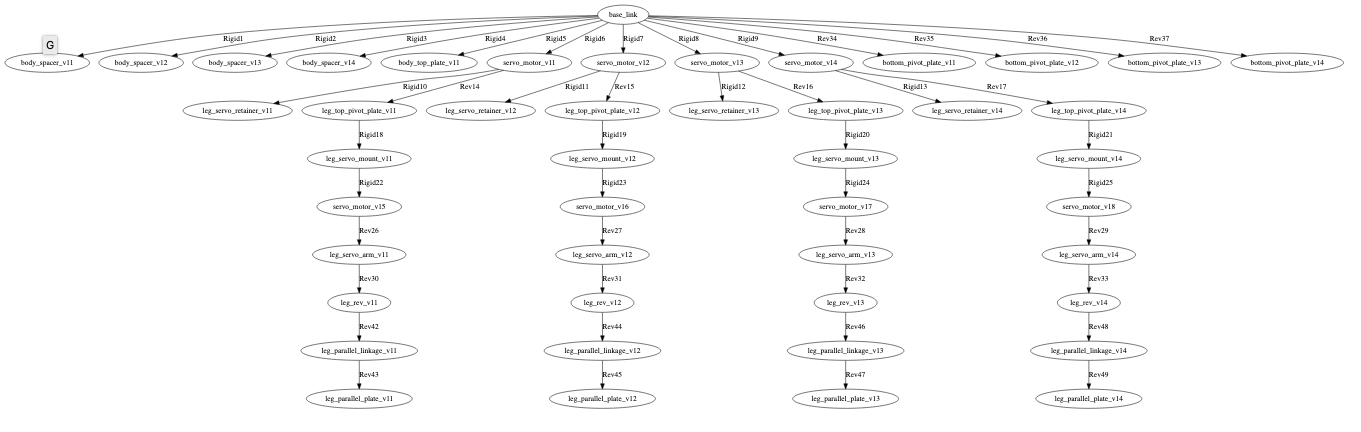 base_link
Rigid1 Rigid2 Rigid3 Rigid4 Rigid5 Rigid6 Rigid7 Rigid8 Rigid9 Rev34 Rev35 Rev36 Rev37
G
body_spacer_v11 body_spacer_v12 body_spacer_v13 body_spacer_v14 body_top_plate_v11 servo_motor_v11 servo_motor_v12 servo_motor_v13 servo_motor_v14 bottom_pivot_plate_v11 bottom_pivot_plate_v12 bottom_pivot_plate_v13 bottom_pivot_plate_v14
Rigid10 Rev14 Rigid11 Rev15 Rigid12 Rev16 Rigid13 Rev17
leg_servo_retainer_v11 leg_top_pivot_plate_v11 leg_servo_retainer_v12 leg_top_pivot_plate_v12 leg_servo_retainer_v13 leg_top_pivot_plate_v13 leg_servo_retainer_v14 leg_top_pivot_plate_v14
Rigid18 Rigid19 Rigid20 Rigid21
leg_servo_mount_v11 leg_servo_mount_v12 leg_servo_mount_v13 leg_servo_mount_v14
Rigid22 Rigid23 Rigid24 Rigid25
servo_motor_v15 servo_motor_v16 servo_motor_v17 servo_motor_v18
Rev26 Rev27 Rev28 Rev29
leg_servo_arm_v11 leg_servo_arm_v12 leg_servo_arm_v13 leg_servo_arm_v14
Rev30 Rev31 Rev32 Rev33
leg_rev_v11 leg_rev_v12 leg_rev_v13 leg_rev_v14
Rev42 Rev44 Rev46 Rev48
leg_parallel_linkage_v11 leg_parallel_linkage_v12 leg_parallel_linkage_v13 leg_parallel_linkage_v14
Rev43 Rev45 Rev47 Rev49
leg_parallel_plate_v11 leg_parallel_plate_v12 leg_parallel_plate_v13 leg_parallel_plate_v14